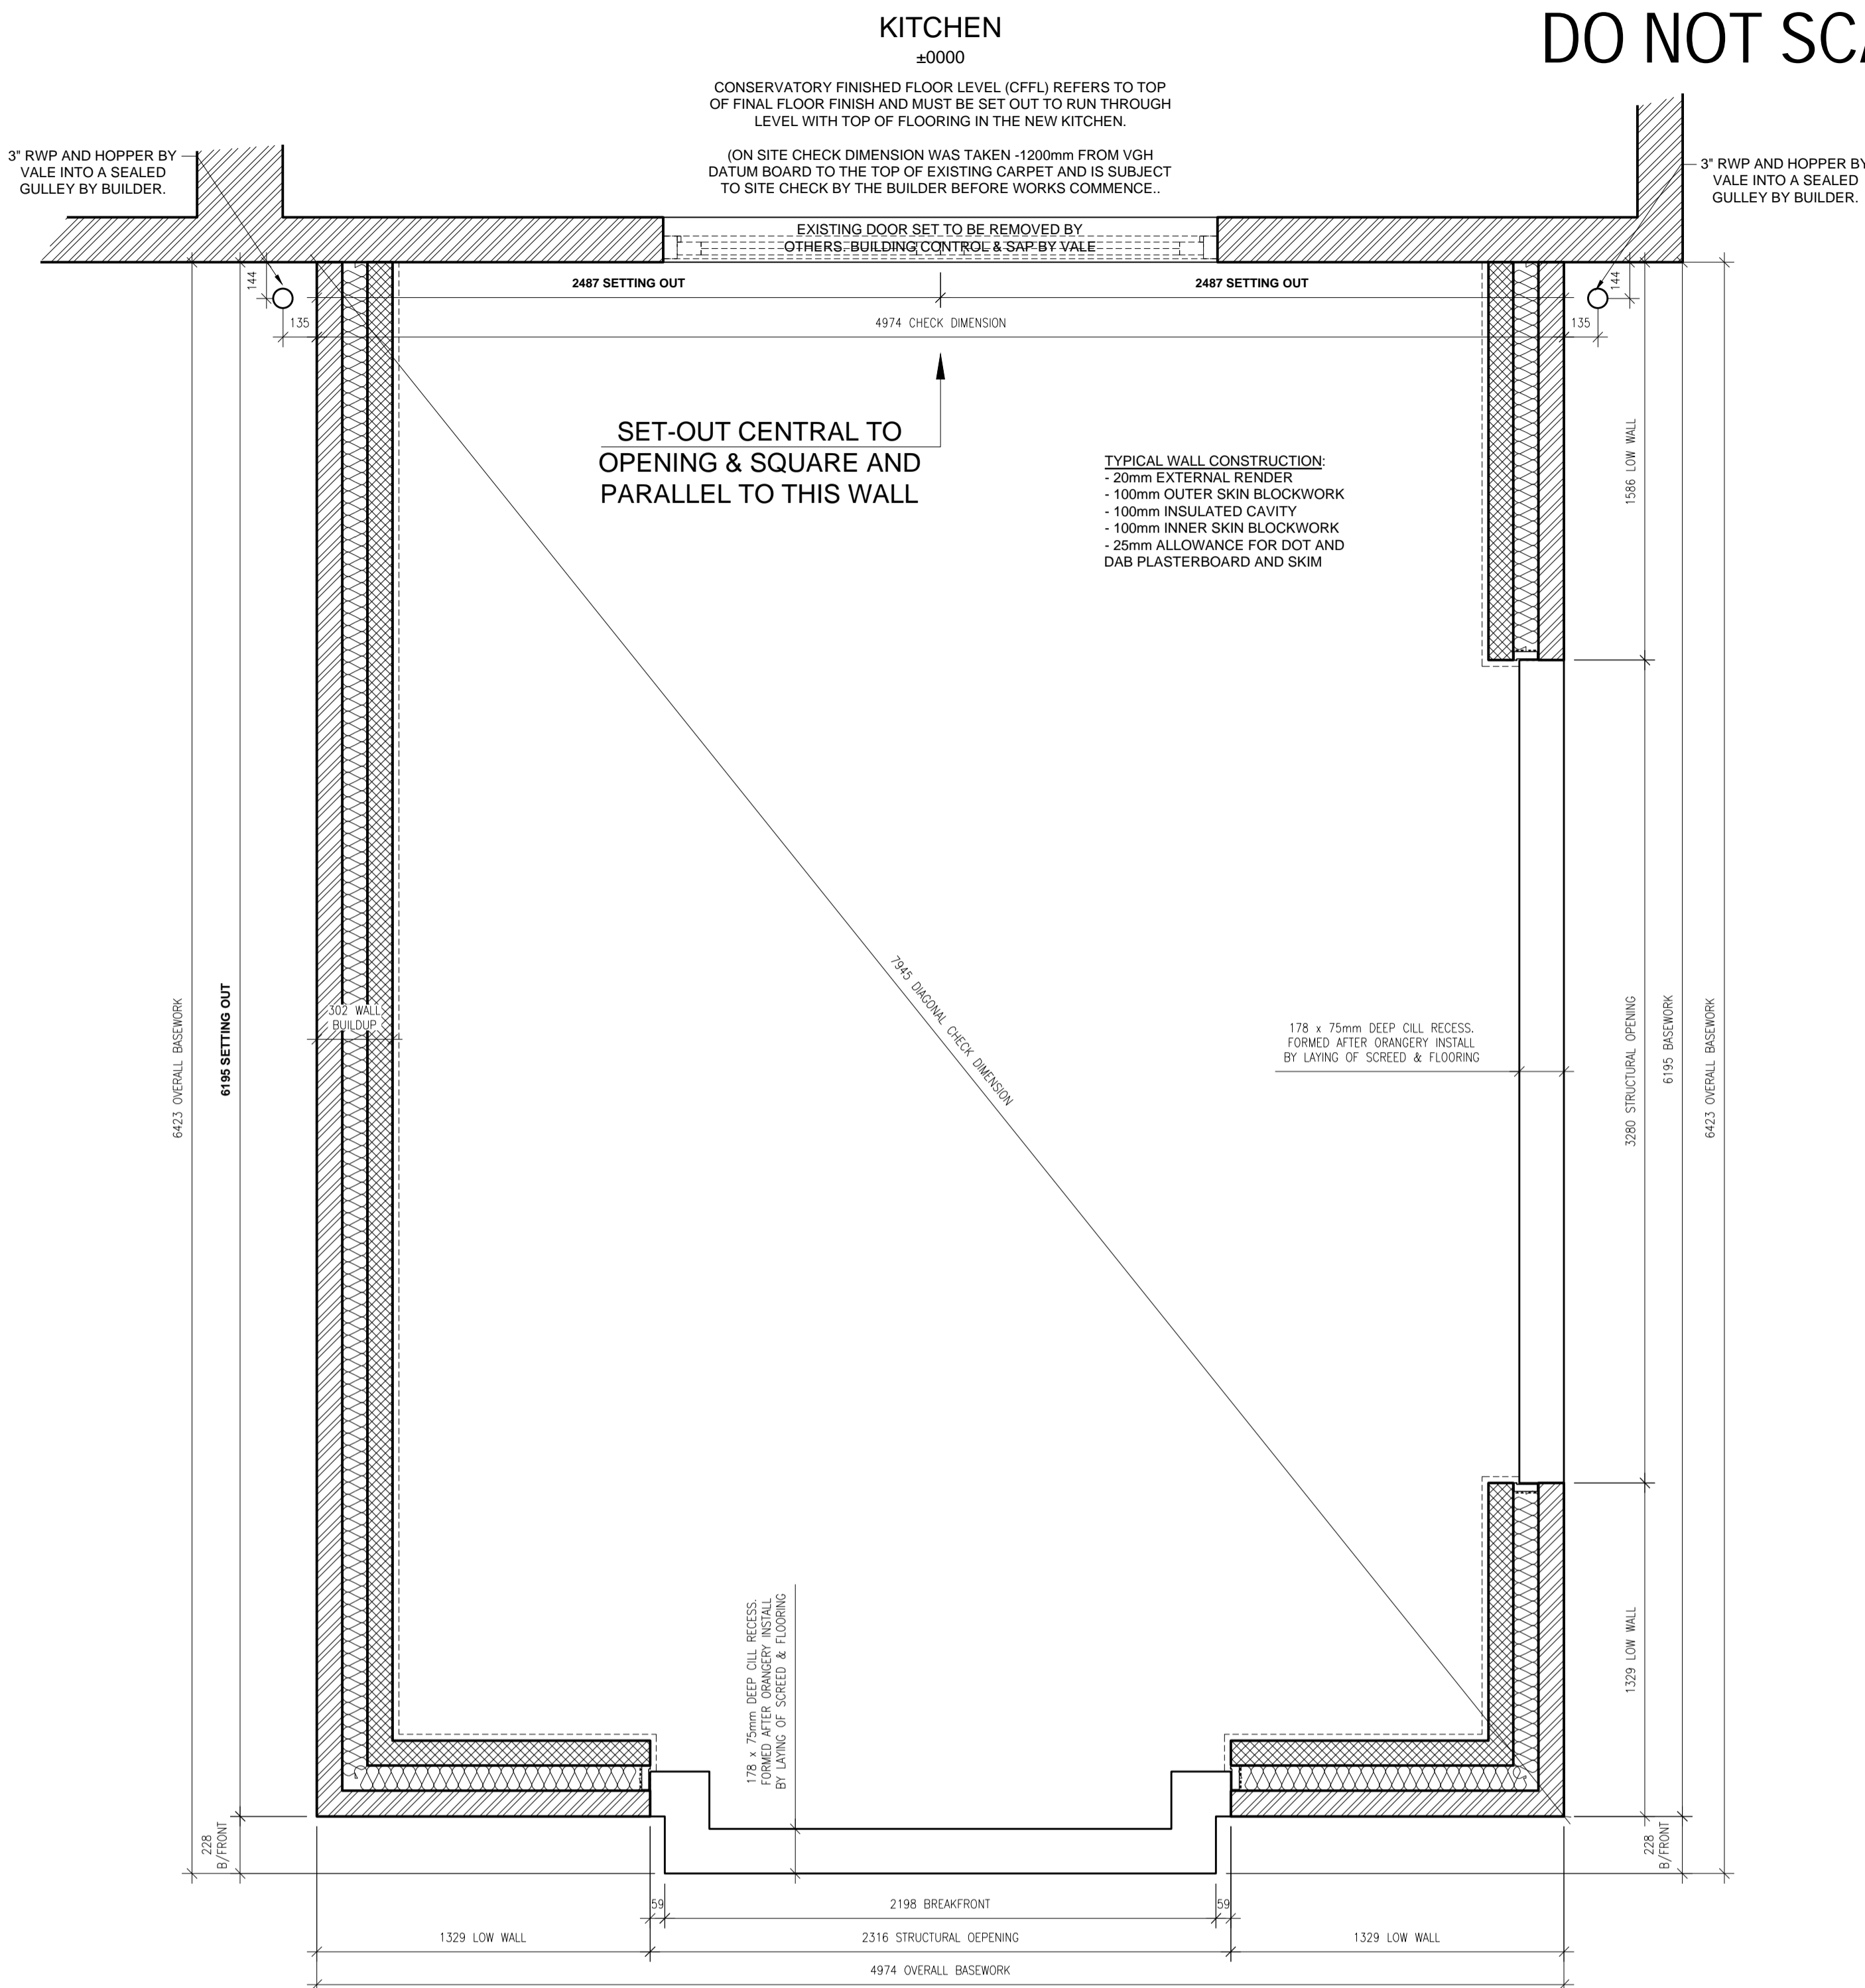 KITCHEN
±0000
DO NOT SCA
CONSERVATORY FINISHED FLOOR LEVEL (CFFL) REFERS TO TOP
OF FINAL FLOOR FINISH AND MUST BE SET OUT TO RUN THROUGH
LEVEL WITH TOP OF FLOORING IN THE NEW KITCHEN.
(ON SITE CHECK DIMENSION WAS TAKEN -1200mm FROM VGH
DATUM BOARD TO THE TOP OF EXISTING CARPET AND IS SUBJECT
TO SITE CHECK BY THE BUILDER BEFORE WORKS COMMENCE..
3" RWP AND HOPPER BY
VALE INTO A SEALED
GULLEY BY BUILDER.
3" RWP AND HOPPER BY
VALE INTO A SEALED
GULLEY BY BUILDER.
EXISTING DOOR SET TO BE REMOVED BY
OTHERS. BUILDING CONTROL & SAP BY VALE
144
2487 SETTING OUT
2487 SETTING OUT
144
135
4974 CHECK DIMENSION
135
SET-OUT CENTRAL TO
OPENING & SQUARE AND
PARALLEL TO THIS WALL
TYPICAL WALL CONSTRUCTION:
- 20mm EXTERNAL RENDER
- 100mm OUTER SKIN BLOCKWORK
- 100mm INSULATED CAVITY
- 100mm INNER SKIN BLOCKWORK
- 25mm ALLOWANCE FOR DOT AND
DAB PLASTERBOARD AND SKIM
1586 LOW WALL
6423 OVERALL BASEWORK
6195 SETTING OUT
302 WALL
BUILDUP
7945 DIAGONAL CHECK DIMENSION
178 x 75mm DEEP CILL RECESS.
FORMED AFTER ORANGERY INSTALL
BY LAYING OF SCREED & FLOORING
3280 STRUCTURAL OPENING
6195 BASEWORK
6423 OVERALL BASEWORK
178 x 75mm DEEP CILL RECESS.
FORMED AFTER ORANGERY INSTALL
BY LAYING OF SCREED & FLOORING
1329 LOW WALL
228
B/FRONT
228
B/FRONT
59
2198 BREAKFRONT
59
1329 LOW WALL
2316 STRUCTURAL OEPENING
1329 LOW WALL
4974 OVERALL BASEWORK